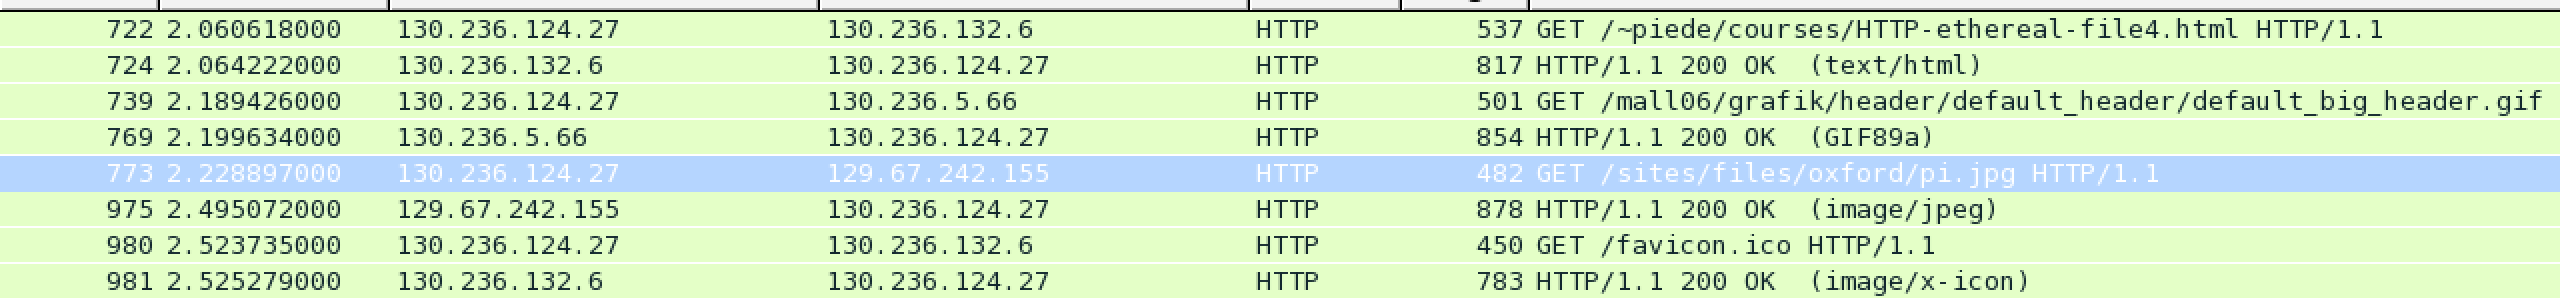 722 2.060618000 130.236.124.27 130.236.132.6 HTTP 537 GET /~piede/courses/HTTP-ethereal-file4.html HTTP/1.1
724 2.064222000 130.236.132.6 130.236.124.27 HTTP 817 HTTP/1.1 200 OK (text/html)
739 2.189426000 130.236.124.27 130.236.5.66 HTTP 501 GET /mall06/grafik/header/default_header/default_big_header.gif
769 2.199634000 130.236.5.66 130.236.124.27 HTTP 854 HTTP/1.1 200 OK (GIF89a)
773 2.228897000 130.236.124.27 129.67.242.155 HTTP 482 GET /sites/files/oxford/pi.jpg HTTP/1.1
975 2.495072000 129.67.242.155 130.236.124.27 HTTP 878 HTTP/1.1 200 OK (image/jpeg)
980 2.523735000 130.236.124.27 130.236.132.6 HTTP 450 GET /favicon.ico HTTP/1.1
981 2.525279000 130.236.132.6 130.236.124.27 HTTP 783 HTTP/1.1 200 OK (image/x-icon)